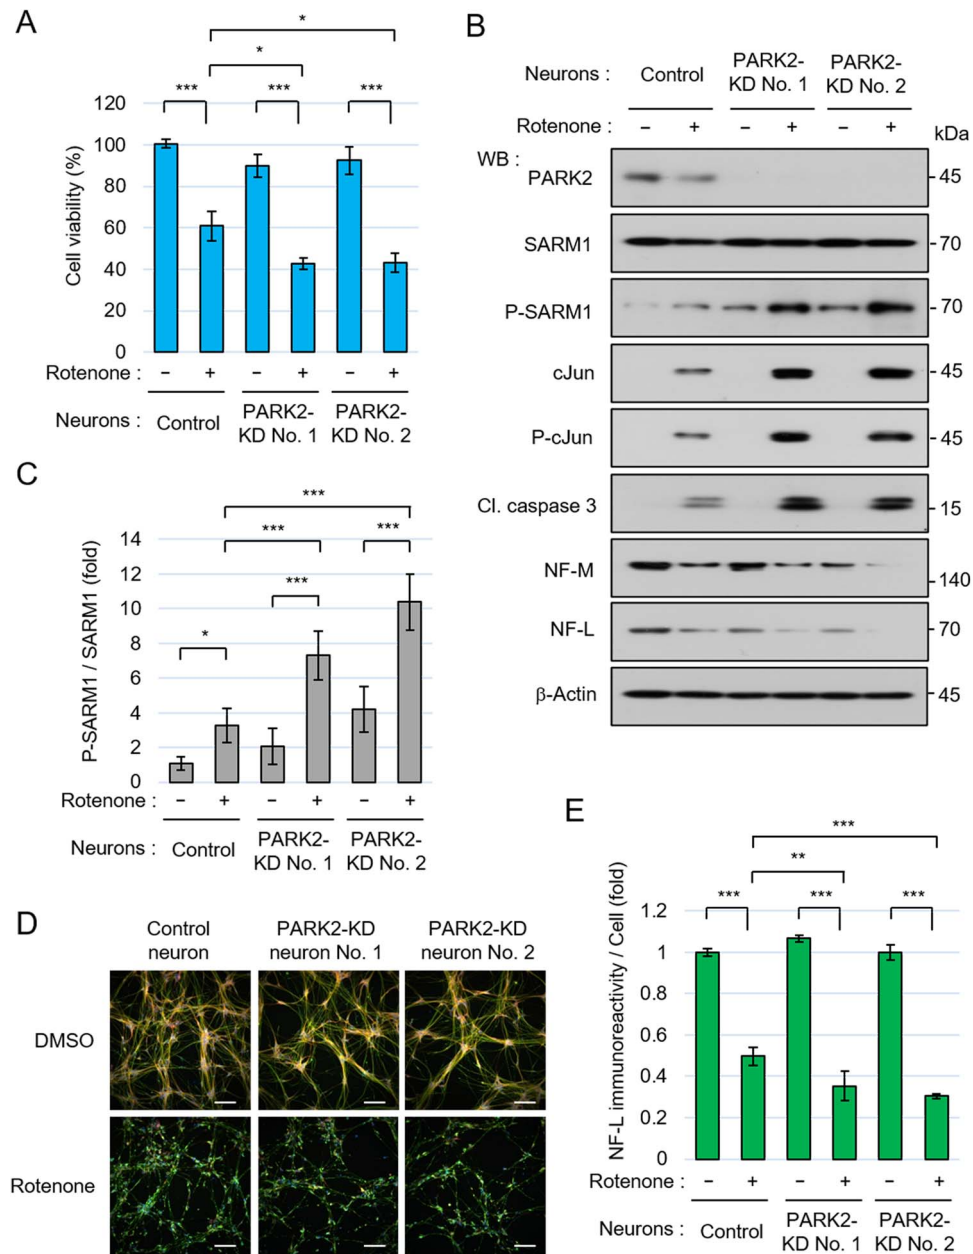 A
*
*
*** *** ***
120
100
80
60
40
20
0
Cell viability (%)
Rotenone : − + − + − +
Neurons : Control PARK2- PARK2-
KD No. 1 KD No. 2
B
Neurons : Control PARK2- PARK2-
KD No. 1 KD No. 2
Rotenone : − + − + − +
kDa
WB :
PARK2 45
SARM1 70
P-SARM1 70
cJun 45
P-cJun 45
Cl. caspase 3 15
NF-M 140
NF-L 70
β-Actin 45
C
***
***
***
***
*
14
12
10
8
6
4
2
0
P-SARM1 / SARM1 (fold)
Rotenone : − + − + − +
Neurons : Control PARK2- PARK2-
KD No. 1 KD No. 2
D
Control PARK2-KD PARK2-KD
neuron neuron No. 1 neuron No. 2
DMSO
Rotenone
E
***
**
*** *** ***
1.2
1
0.8
0.6
0.4
0.2
0
NF-L immunoreactivity / Cell (fold)
Rotenone : − + − + − +
Neurons : Control PARK2- PARK2-
KD No. 1 KD No. 2